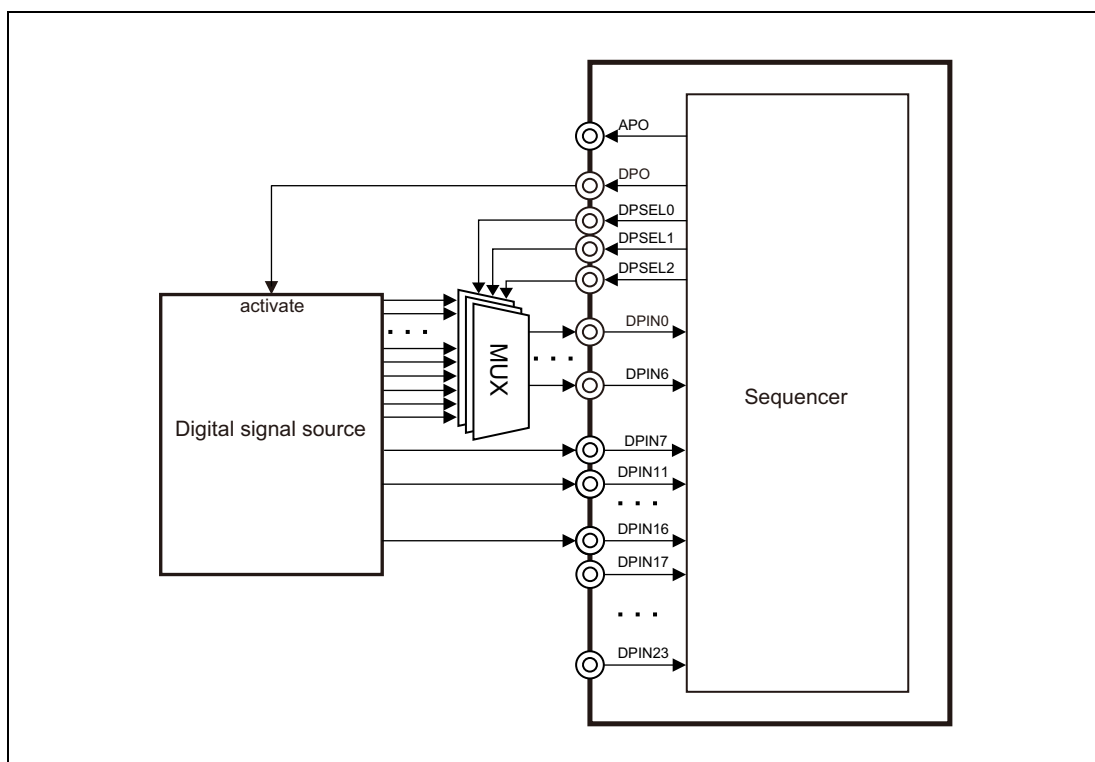 APO
DPO
DPSEL0
DPSEL1
DPSEL2
activate
. . .
DPIN0
. . .
MUX
DPIN6
Sequencer
Digital signal source
DPIN7
DPIN11
. . .
DPIN16
DPIN17
. . .
DPIN23